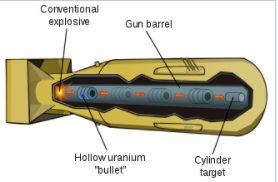 Conventional
explosive
Gun barrel
Hollow uranium
"bullet"
Cylinder
target